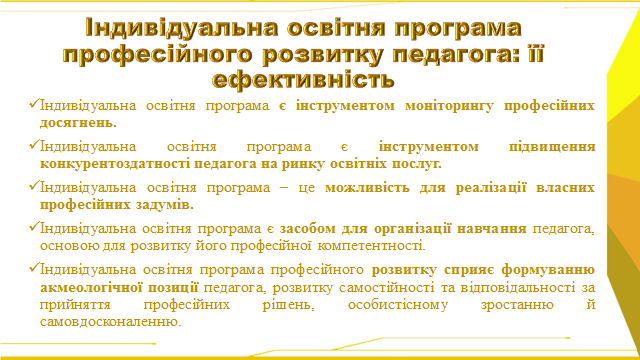 Індивідуальна освітня програма
професійного розвитку педагога: її
ефективність
✓Індивідуальна освітня програма є інструментом моніторингу професійних
досягнень.
✓Індивідуальна освітня програма є інструментом підвищення
конкурентоздатності педагога на ринку освітніх послуг.
✓Індивідуальна освітня програма – це можливість для реалізації власних
професійних задумів.
✓Індивідуальна освітня програма є засобом для організації навчання педагога,
основою для розвитку його професійної компетентності.
✓Індивідуальна освітня програма професійного розвитку сприяє формуванню
акмеологічної позиції педагога, розвитку самостійності та відповідальності за
прийняття професійних рішень, особистісному зростанню й
самовдосконаленню.